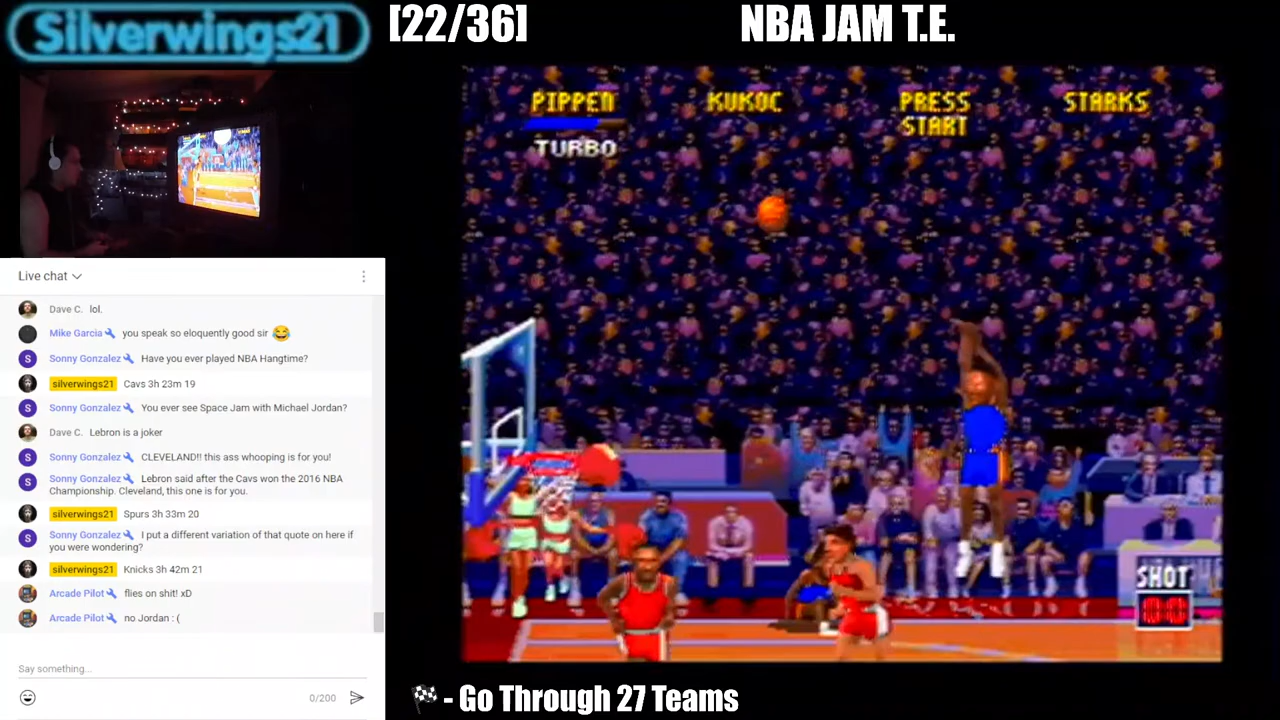 Silverwings21
[22/36]
NBA JAM T.E.
PIPPEN
KUKOC
PRESS
START
STARKS
TURBO
Live chat
Dave C. lol.
Mike Garcia you speak so eloquently good sir 😂
Sonny Gonzalez Have you ever played NBA Hangtime?
silverwings21 Cavs 3h 23m 19
Sonny Gonzalez You ever see Space Jam with Michael Jordan?
Dave C. Lebron is a joker
Sonny Gonzalez CLEVELAND!! this ass whooping is for you!
Sonny Gonzalez Lebron said after the Cavs won the 2016 NBA
Championship. Cleveland, this one is for you.
silverwings21 Spurs 3h 33m 20
Sonny Gonzalez I put a different variation of that quote on here if
you were wondering?
silverwings21 Knicks 3h 42m 21
Arcade Pilot flies on shit! xD
Arcade Pilot no Jordan : (
Say something...
0/200
SHOT
00
🏁 - Go Through 27 Teams